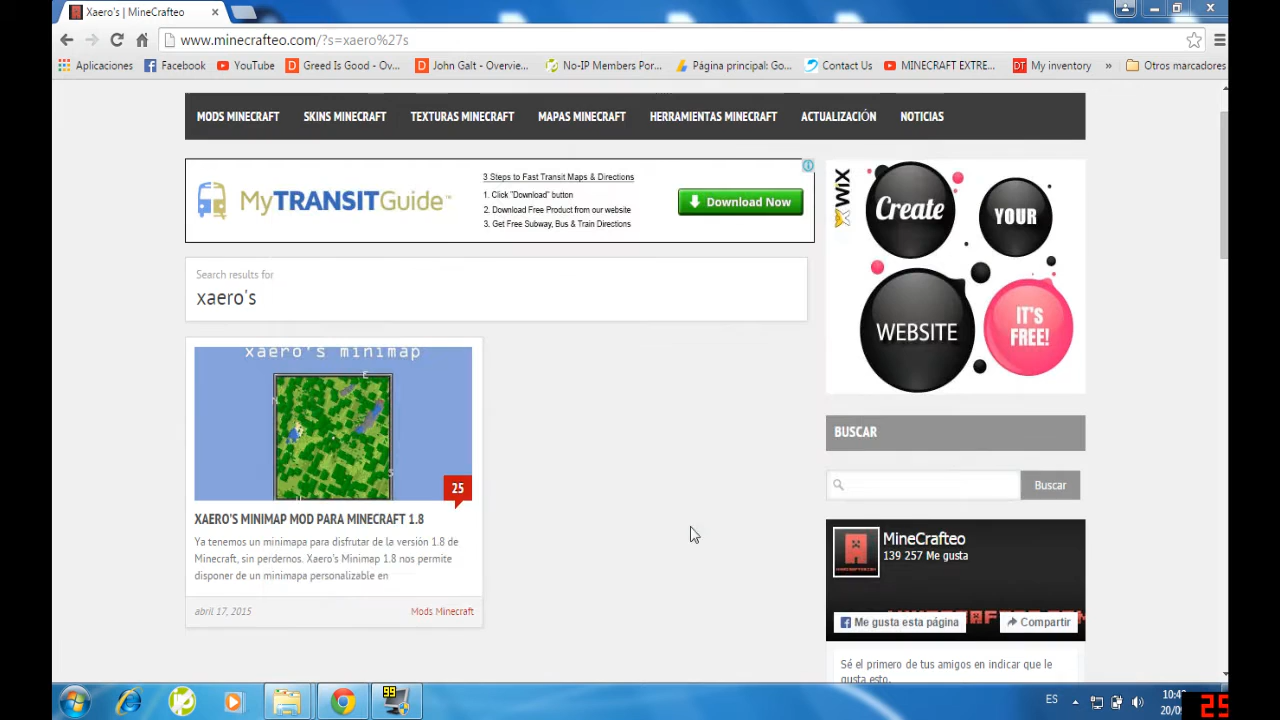 Xaero's | MineCrafteo
www.minecrafteo.com/?s=xaero%27s
Aplicaciones
Facebook
YouTube
Greed Is Good - Ov...
John Galt - Overvie...
No-IP Members Por...
Página principal: Go...
Contact Us
MINECRAFT EXTRE...
My inventory
»
Otros marcadores
MODS MINECRAFT
SKINS MINECRAFT
TEXTURAS MINECRAFT
MAPAS MINECRAFT
HERRAMIENTAS MINECRAFT
ACTUALIZACIÓN
NOTICIAS
MyTRANSITGuide™
3 Steps to Fast Transit Maps & Directions
1. Click "Download" button
2. Download Free Product from our website
3. Get Free Subway, Bus & Train Directions
Download Now
WIX
Create
YOUR
WEBSITE
IT'S
FREE!
Search results for
xaero's
xaero's minimap
E
S
25
XAERO'S MINIMAP MOD PARA MINECRAFT 1.8
Ya tenemos un minimapa para disfrutar de la versión 1.8 de
Minecraft, sin perdernos. Xaero's Minimap 1.8 nos permite
disponer de un minimapa personalizable en
abril 17, 2015
Mods Minecraft
BUSCAR
Buscar
MineCrafteo
139 257 Me gusta
Me gusta esta página
Compartir
Sé el primero de tus amigos en indicar que le
gusta esto.
99
ES
25